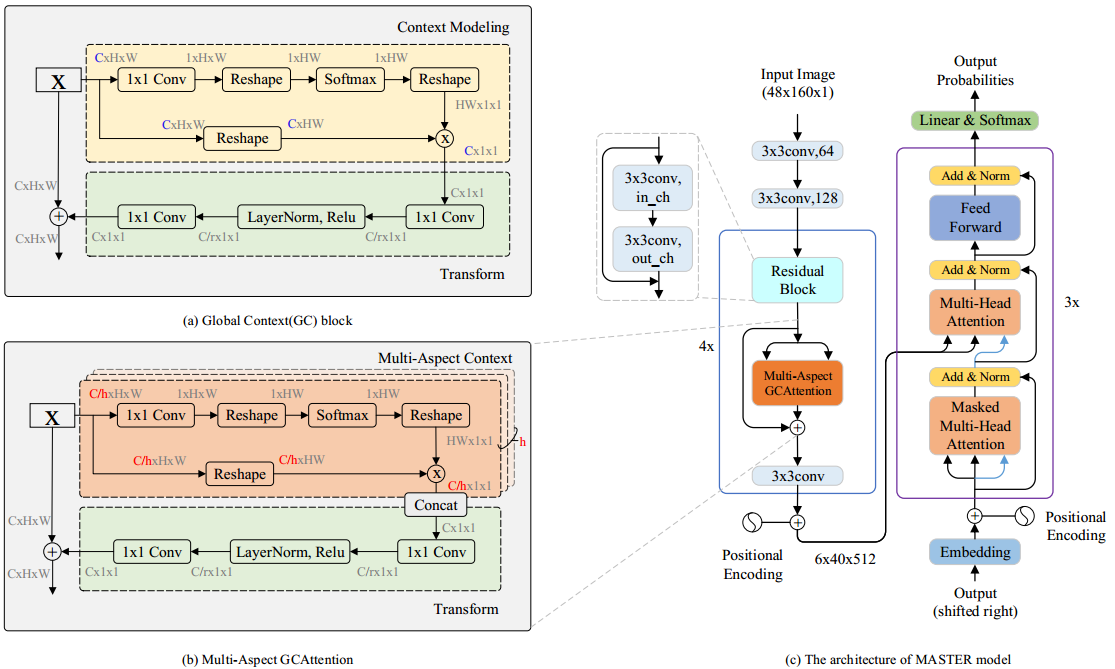 Context Modeling
X
CxHxW
1x1 Conv
1xHxW
Reshape
1xHW
Softmax
1xHW
Reshape
HWx1x1
CxHxW
Reshape
CxHW
x
Cx1x1
CxHxW
Cx1x1
+
1x1 Conv
LayerNorm, Relu
1x1 Conv
CxHxW
Cx1x1
C/rx1x1
C/rx1x1
Transform
(a) Global Context(GC) block
Multi-Aspect Context
X
C/hxHxW
1x1 Conv
1xHxW
Reshape
1xHW
Softmax
1xHW
Reshape
HWx1x1
h
C/hxHxW
Reshape
C/hxHW
x
C/hx1x1
Concat
CxHxW
Cx1x1
+
1x1 Conv
LayerNorm, Relu
1x1 Conv
CxHxW
Cx1x1
C/rx1x1
C/rx1x1
Transform
(b) Multi-Aspect GCAttention
Input Image
(48x160x1)
3x3conv,64
3x3conv,128
3x3conv,
in_ch
3x3conv,
out_ch
Residual
Block
4x
Multi-Aspect
GCAttention
+
3x3conv
+
Positional
Encoding
6x40x512
Output
Probabilities
Linear & Softmax
Add & Norm
Feed
Forward
Add & Norm
Multi-Head
Attention
3x
Add & Norm
Masked
Multi-Head
Attention
+
Positional
Encoding
Embedding
Output
(shifted right)
(c) The architecture of MASTER model